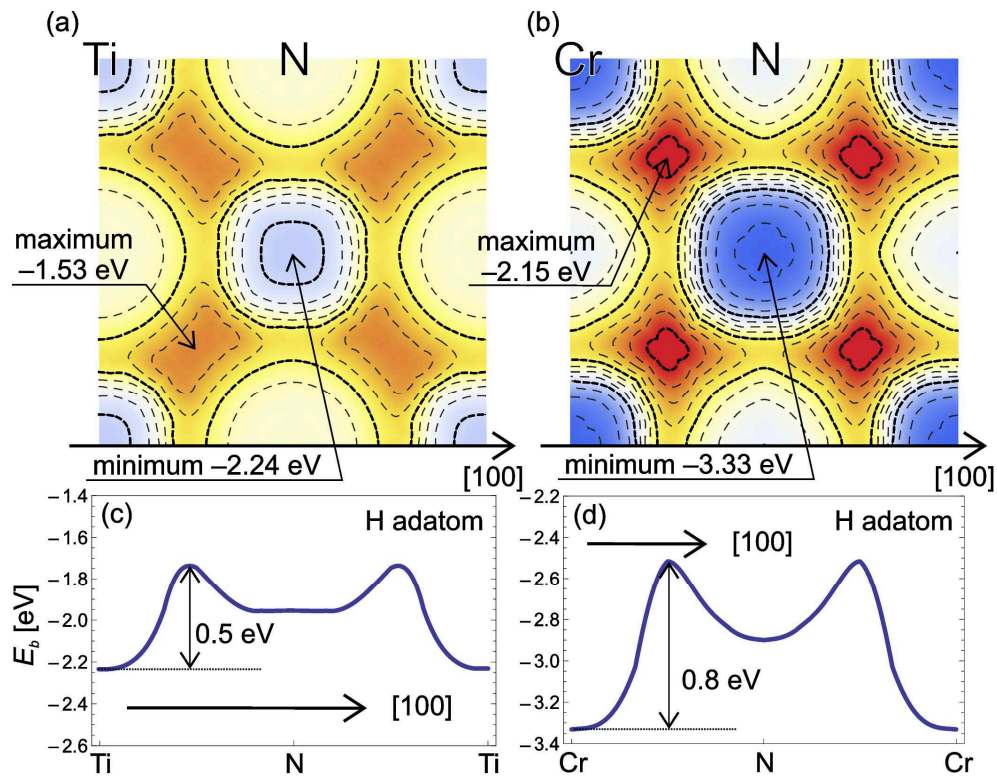 (a)
Ti N
maximum
–1.53 eV
minimum –2.24 eV
[100]
(b)
Cr N
maximum
–2.15 eV
minimum –3.33 eV
[100]
(c)
H adatom
E_b [eV]
–1.4
–1.6
–1.8
–2.0
–2.2
–2.4
–2.6
0.5 eV
[100]
Ti N Ti
(d)
H adatom
[100]
–2.2
–2.4
–2.6
–2.8
–3.0
–3.2
–3.4
0.8 eV
Cr N Cr